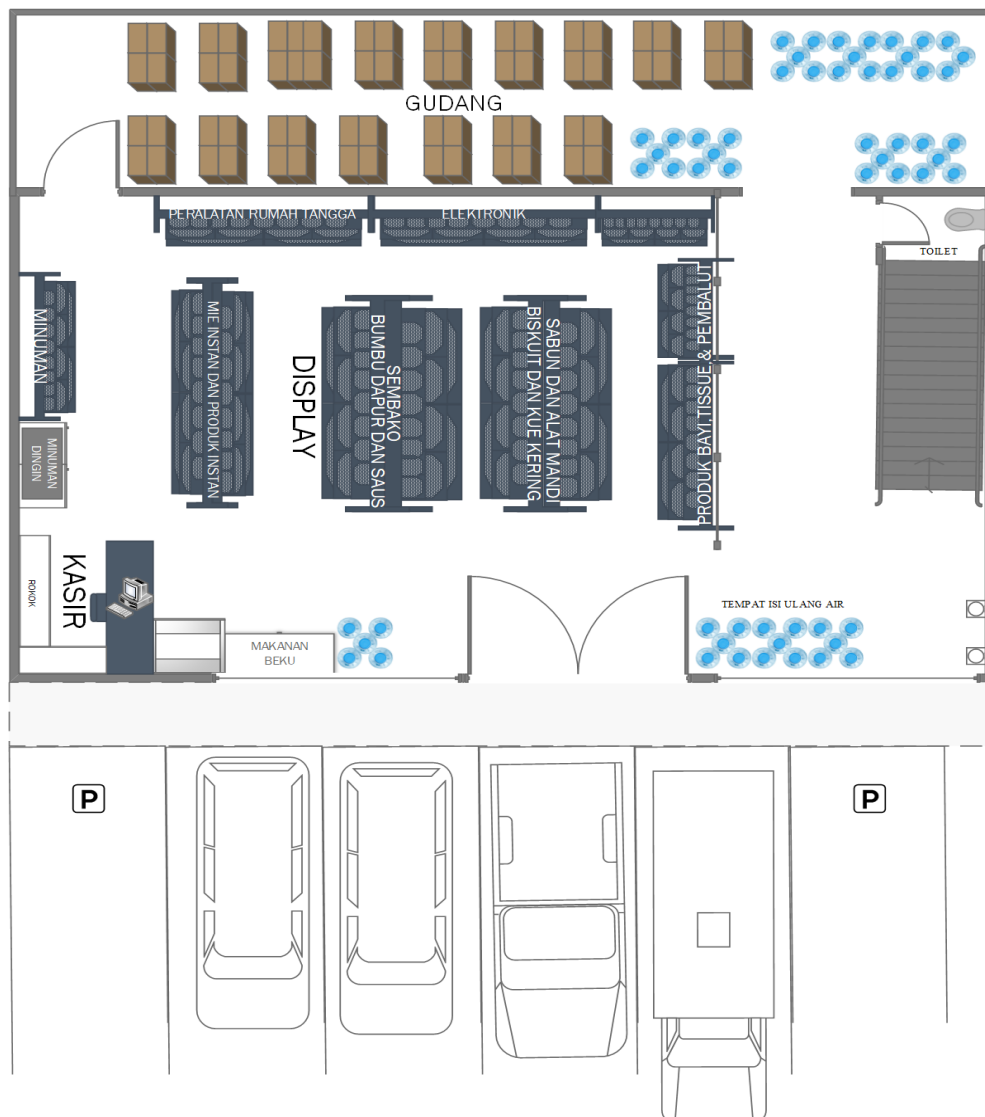 GUDANG
PERALATAN RUMAH TANGGA
ELEKTRONIK
TOILET
MINUMAN
MIE INSTAN DAN PRODUK INSTAN
DISPLAY
SEMBAKO
BUMBU DAPUR DAN SAUS
SABUN DAN ALAT MANDI
BISKUIT DAN KUE KERING
PRODUK BAYI,TISSUE,& PEMBALUT
MINUMAN
DINGIN
KASIR
ROKOK
TEMPAT ISI ULANG AIR
MAKANAN
BEKU
P
P